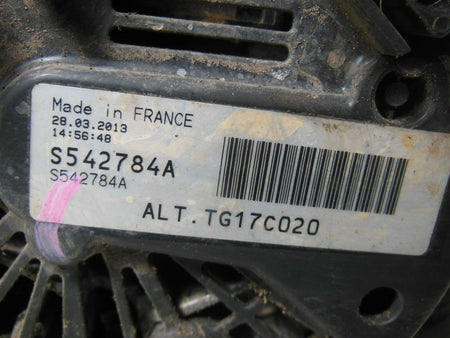 Made in FRANCE
28.03.2013
14:56:48
S542784A
S542784A
ALT.TG17C020